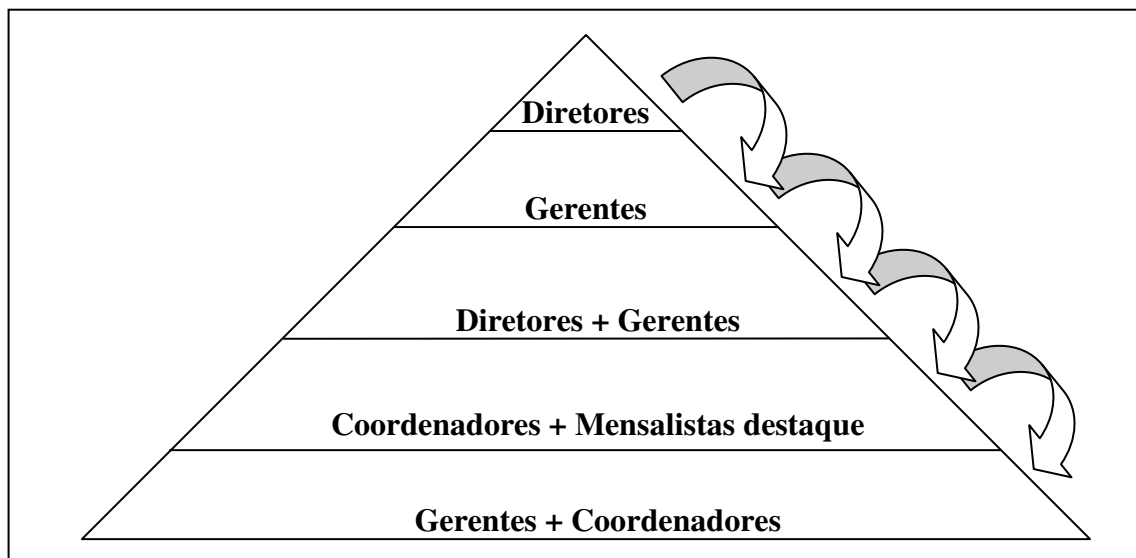 Diretores
Gerentes
Diretores + Gerentes
Coordenadores + Mensalistas destaque
Gerentes + Coordenadores